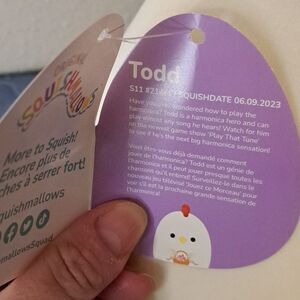 ORIGINAL
SQUISHMALLOWS
More to Squish!
Encore plus de
ches à serrer fort!
quishmallows
mallowsSquad
Todd
SQUISHDATE 06.09.2023
Have you ever wondered how to play the
harmonica? Todd is a harmonica hero and can
play almost any song he hears! Watch for him
on the newest game show 'Play That Tune'
to see if he's the next big harmonica sensation!
Vous êtes-vous déjà demandé comment
jouer de l'harmonica? Todd est un génie de
l'harmonica et il peut jouer presque toutes les
chansons qu'il entend! Surveillez-le dans le
nouveau jeu télévisé 'Jouez ce Morceau' pour
voir s'il est la prochaine grande sensation de
l'harmonica!